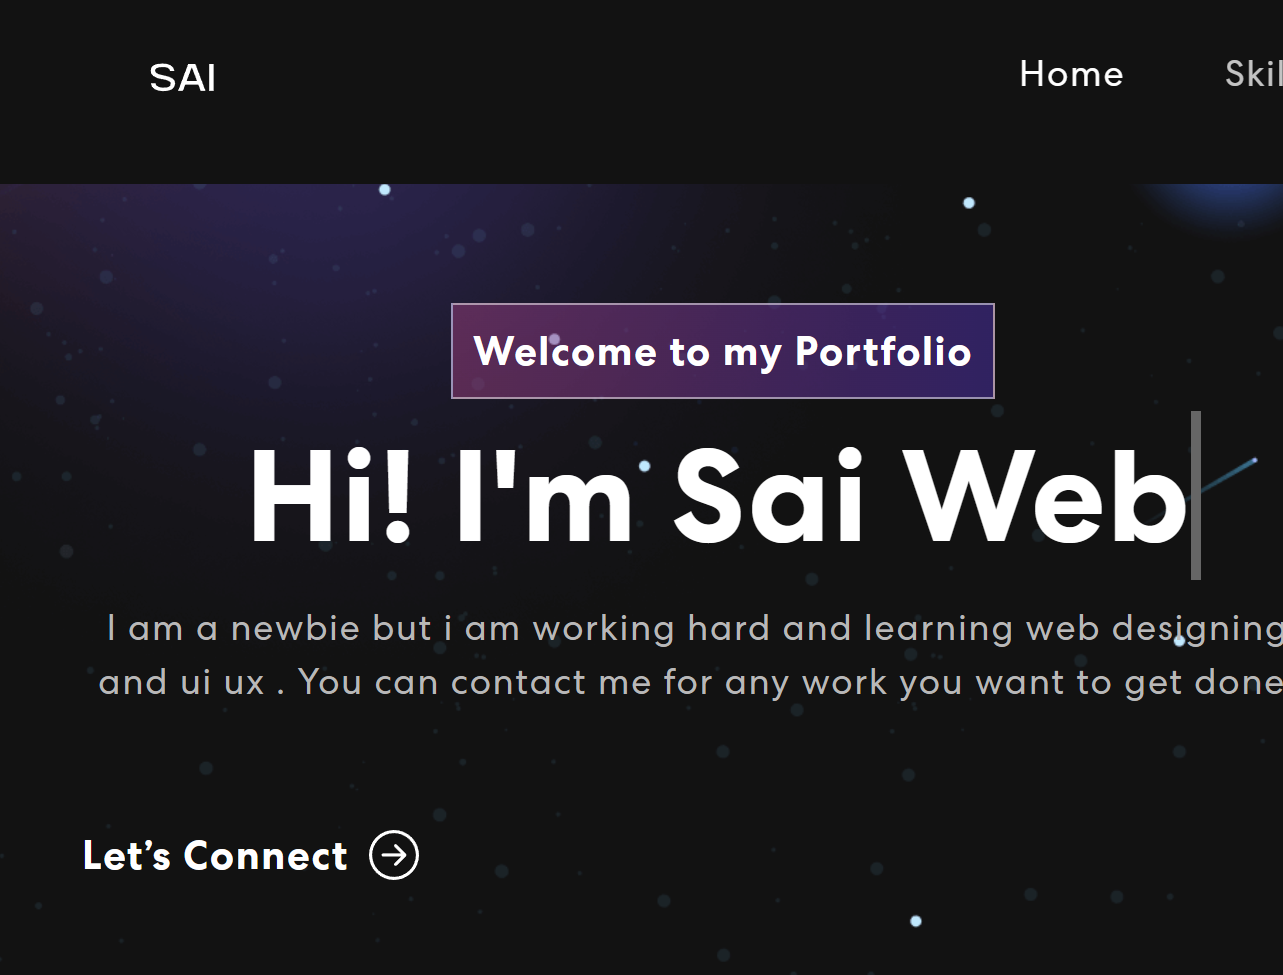 SAI
Home
Hi! I'm Sai Web
Welcome to my Portfolio
I am a newbie but i am working hard and learning web designing
and ui ux . You can contact me for any work you want to get done
Let’s Connect